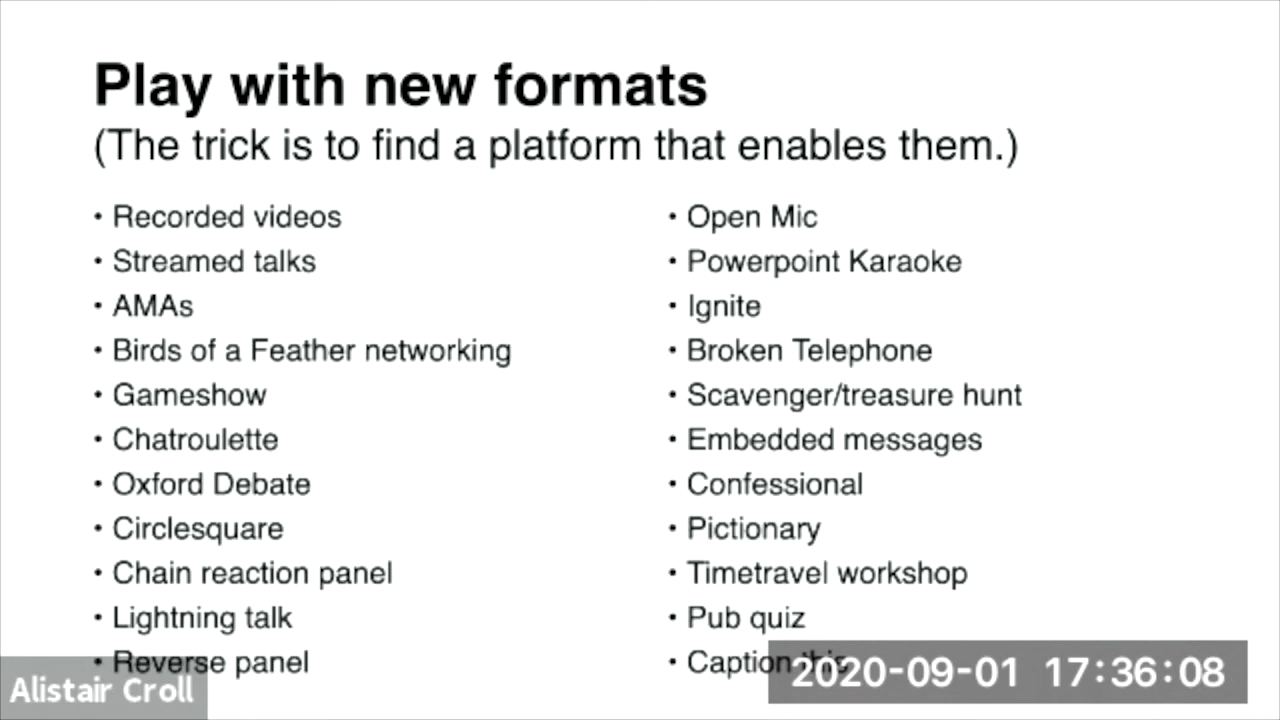 Play with new formats
(The trick is to find a platform that enables them.)
• Recorded videos
• Streamed talks
• AMAs
• Birds of a Feather networking
• Gameshow
• Chatroulette
• Oxford Debate
• Circlesquare
• Chain reaction panel
• Lightning talk
• Reverse panel
• Open Mic
• Powerpoint Karaoke
• Ignite
• Broken Telephone
• Scavenger/treasure hunt
• Embedded messages
• Confessional
• Pictionary
• Timetravel workshop
• Pub quiz
• Caption this
Alistair Croll
2020-09-01 17:36:08